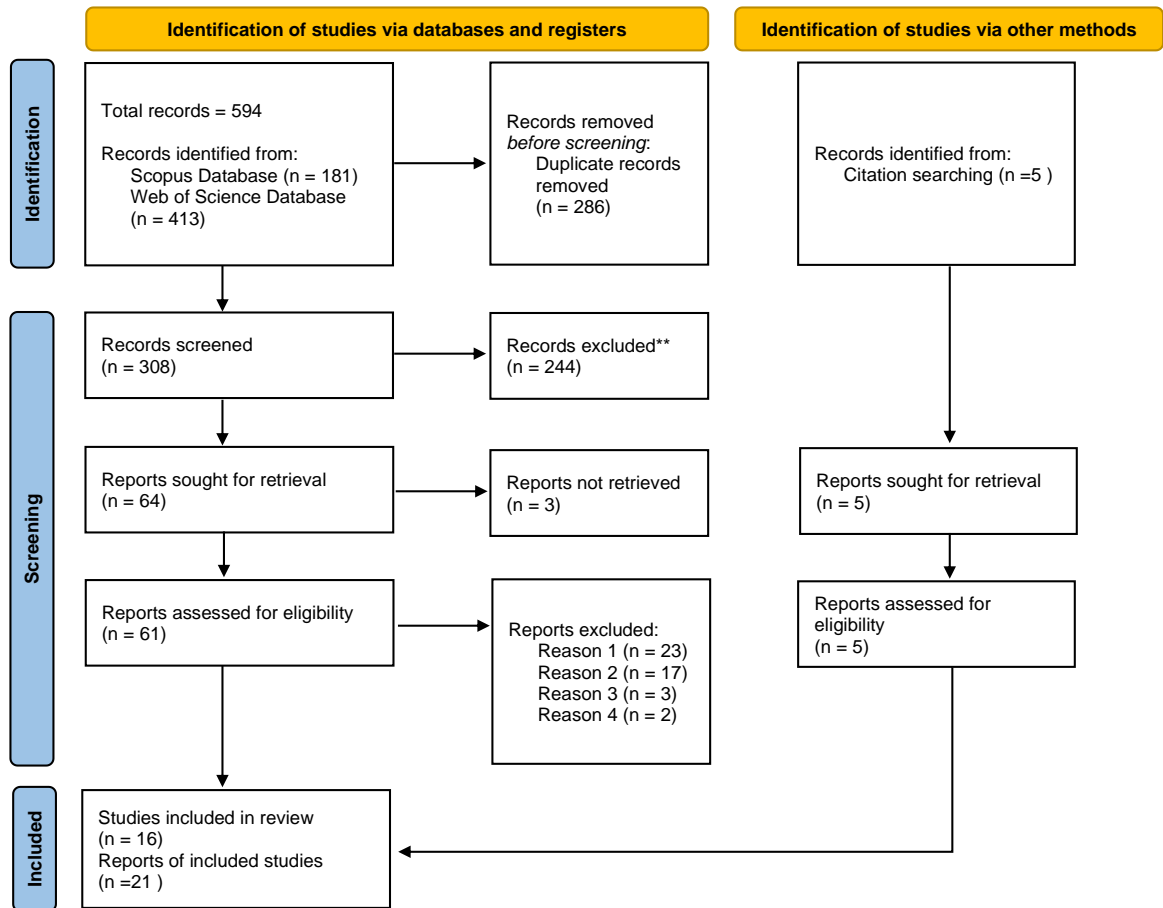 Identification of studies via databases and registers
Identification of studies via other methods
Identification
Total records = 594
Records identified from:
Scopus Database (n = 181)
Web of Science Database
(n = 413)
Records removed
before screening:
Duplicate records
removed
(n = 286)
Records identified from:
Citation searching (n =5 )
Screening
Records screened
(n = 308)
Records excluded**
(n = 244)
Reports sought for retrieval
(n = 64)
Reports not retrieved
(n = 3)
Reports sought for retrieval
(n = 5)
Reports assessed for eligibility
(n = 61)
Reports excluded:
Reason 1 (n = 23)
Reason 2 (n = 17)
Reason 3 (n = 3)
Reason 4 (n = 2)
Reports assessed for
eligibility
(n = 5)
Included
Studies included in review
(n = 16)
Reports of included studies
(n =21 )